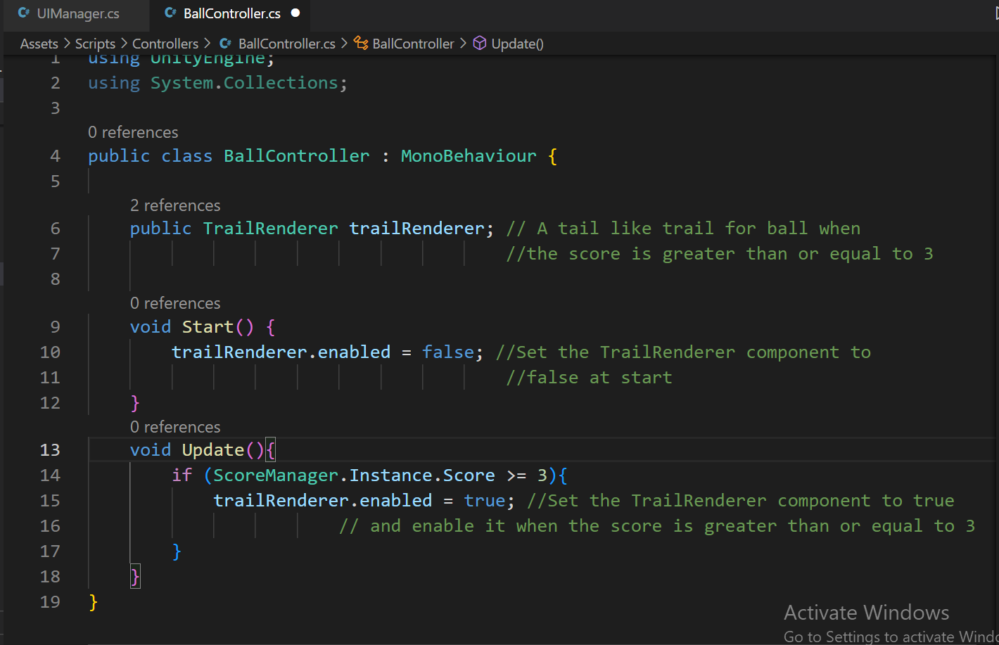 UIManager.cs
BallController.cs
Assets > Scripts > Controllers > BallController.cs > BallController > Update()
1 using UnityEngine;
2 using System.Collections;
3
0 references
4 public class BallController : MonoBehaviour {
5
2 references
6 public TrailRenderer trailRenderer; // A tail like trail for ball when
7 //the score is greater than or equal to 3
8
0 references
9 void Start() {
10 trailRenderer.enabled = false; //Set the TrailRenderer component to
11 //false at start
12 }
0 references
13 void Update(){
14 if (ScoreManager.Instance.Score >= 3){
15 trailRenderer.enabled = true; //Set the TrailRenderer component to true
16 // and enable it when the score is greater than or equal to 3
17 }
18 }
19 }
Activate Windows
Go to Settings to activate Windo